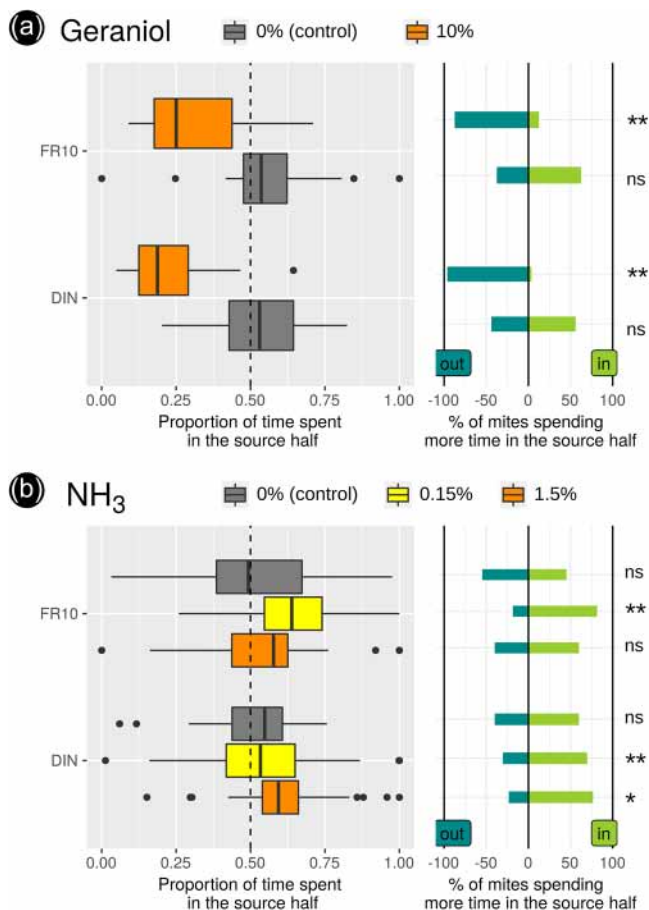 (a) Geraniol 0% (control) 10%
FR10
DIN
**
ns
**
ns
out in
0.00 0.25 0.50 0.75 1.00
-100 -50 0 50 100
Proportion of time spent
in the source half
% of mites spending
more time in the source half
(b) NH3 0% (control) 0.15% 1.5%
FR10
DIN
ns
**
ns
ns
**
*
out in
0.00 0.25 0.50 0.75 1.00
-100 -50 0 50 100
Proportion of time spent
in the source half
% of mites spending
more time in the source half